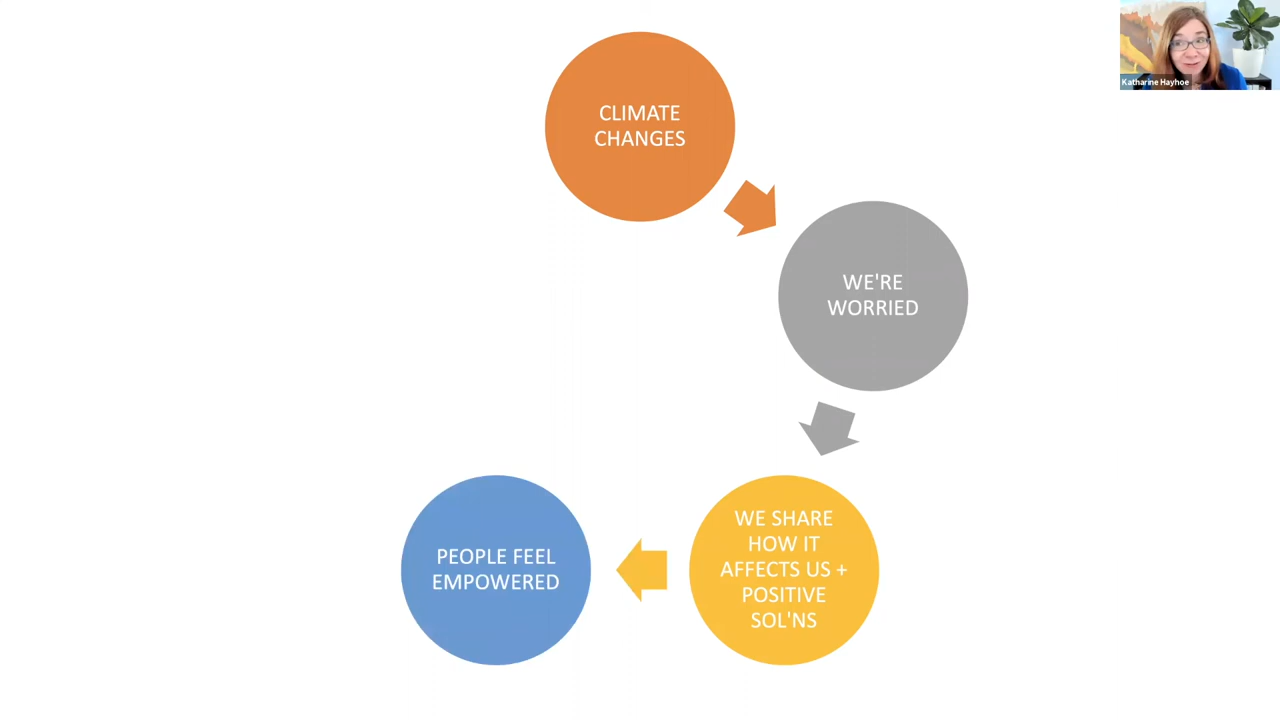 Katharine Hayhoe
CLIMATE
CHANGES
WE'RE
WORRIED
WE SHARE
HOW IT
AFFECTS US +
POSITIVE
SOL'NS
PEOPLE FEEL
EMPOWERED